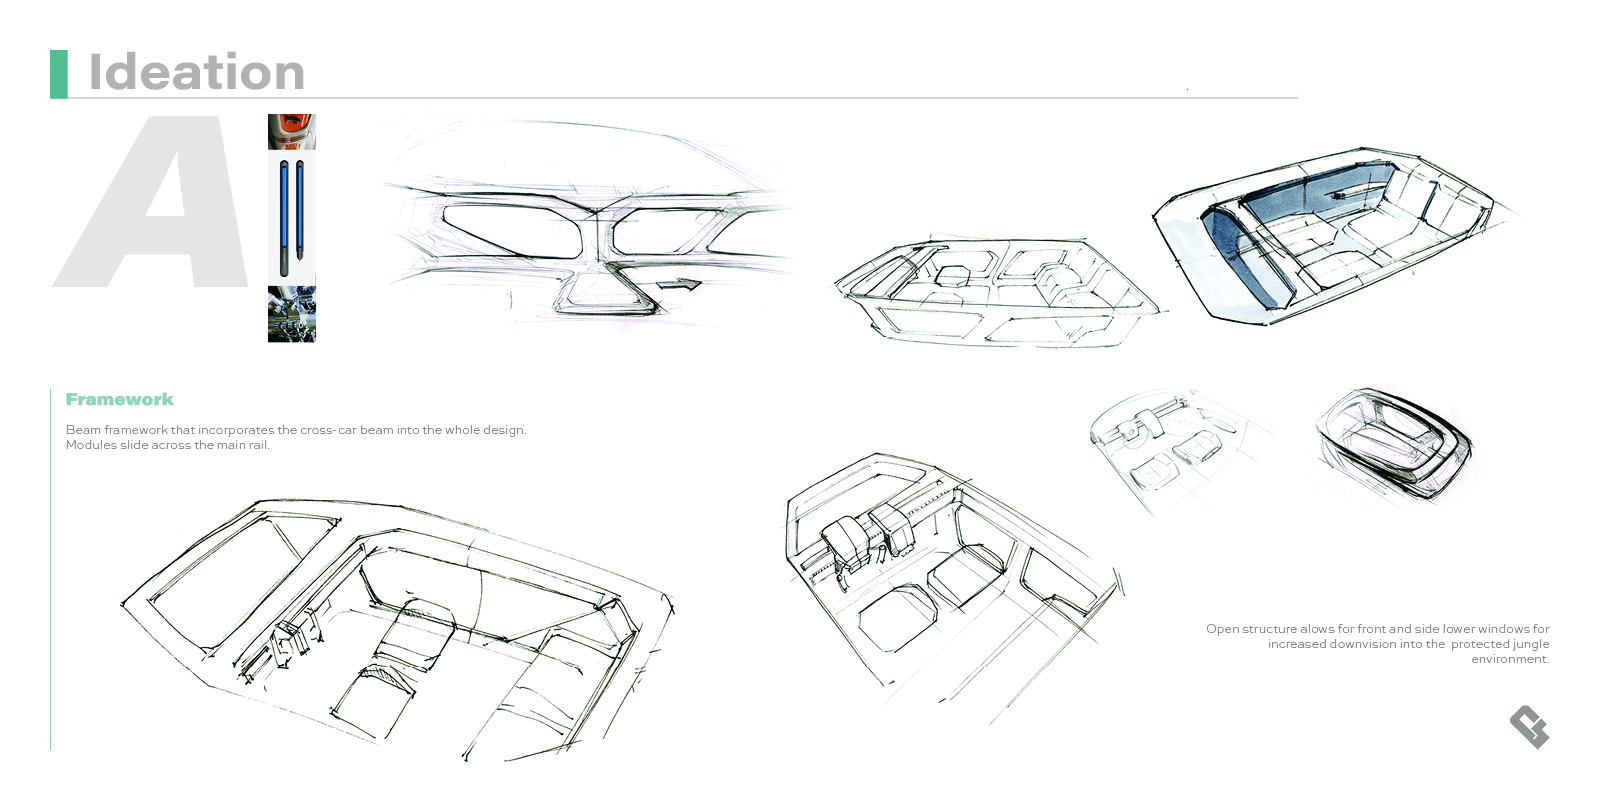 Ideation
A
Framework
Beam framework that incorporates the cross-car beam into the whole design.
Modules slide across the main rail.
Open structure alows for front and side lower windows for
increased downvision into the protected jungle
environment.